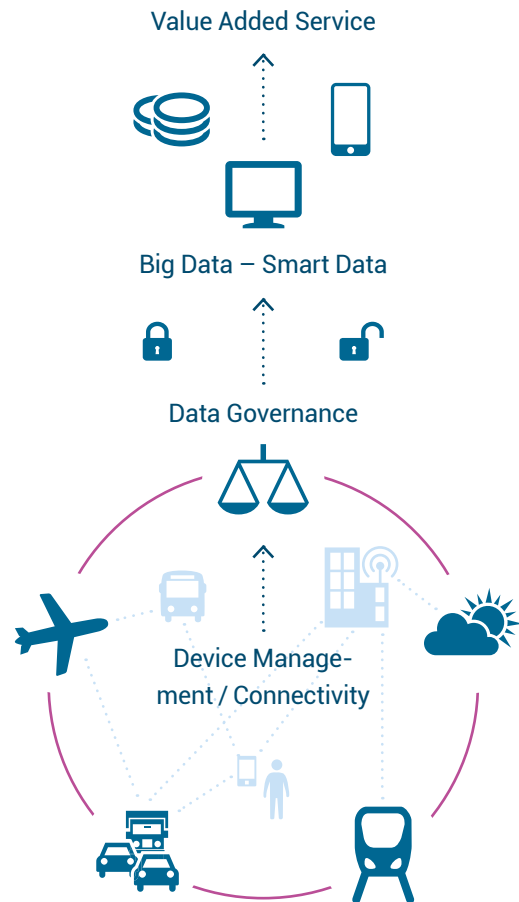 Value Added Service
Big Data – Smart Data
Data Governance
Device Manage-
ment / Connectivity